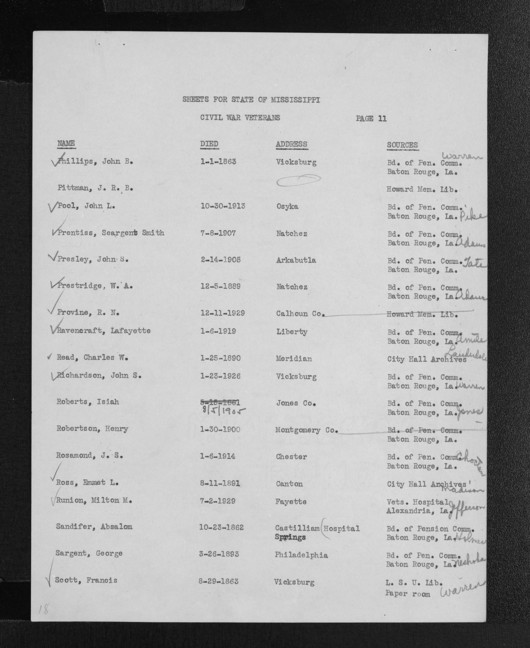 SHEETS FOR STATE OF MISSISSIPPI
CIVIL WAR VETERANS PAGE 11
NAME DIED ADDRESS SOURCES
Warren
Phillips, John B. 1-1-1863 Vicksburg Bd. of Pen. Comm.
Baton Rouge, La.
Pittman, J. R. B. Howard Mem. Lib.
Pool, John L. 10-30-1913 Osyka Bd. of Pen. Comm.
Baton Rouge, La. Pike
Prentiss, Seargent Smith 7-8-1907 Natchez Bd. of Pen. Comm.
Baton Rouge, La. Adams
Presley, John S. 2-14-1908 Arkabutla Bd. of Pen. Comm. Tate
Baton Rouge, La.
Prestridge, W. A. 12-5-1889 Natchez Bd. of Pen. Comm.
Baton Rouge, La. Adams
Provine, R. N. 12-11-1929 Calhoun Co. Howard Mem. Lib.
Ravencraft, Lafayette 1-6-1919 Liberty Bd. of Pen. Comm.
Baton Rouge, La. Amite
Lauderdale
Read, Charles W. 1-25-1890 Meridian City Hall Archives
Richardson, John S. 1-23-1926 Vicksburg Bd. of Pen. Comm.
Baton Rouge, La. Warren
Roberts, Isiah Jones Co. Bd. of Pen. Comm.
8/5/1905 Baton Rouge, La. Jones
Robertson, Henry 1-30-1900 Montgomery Co. Bd. of Pen. Comm.
Baton Rouge, La.
Rosamond, J. S. 1-6-1914 Chester Bd. of Pen. Comm. Choctaw
Baton Rouge, La.
Ross, Emmet L. 8-11-1891 Canton City Hall Archives
Madison
Runion, Milton M. 7-2-1929 Fayette Vets. Hospital
Alexandria, La. Jefferson
Sandifer, Absalom 10-23-1862 Castillian Hospital Bd. of Pension Comm.
Springs Baton Rouge, La. Holmes
Sargent, George 3-26-1893 Philadelphia Bd. of Pen. Comm.
Baton Rouge, La. Neshoba
Scott, Francis 8-29-1863 Vicksburg L. S. U. Lib.
Paper room Warren
18